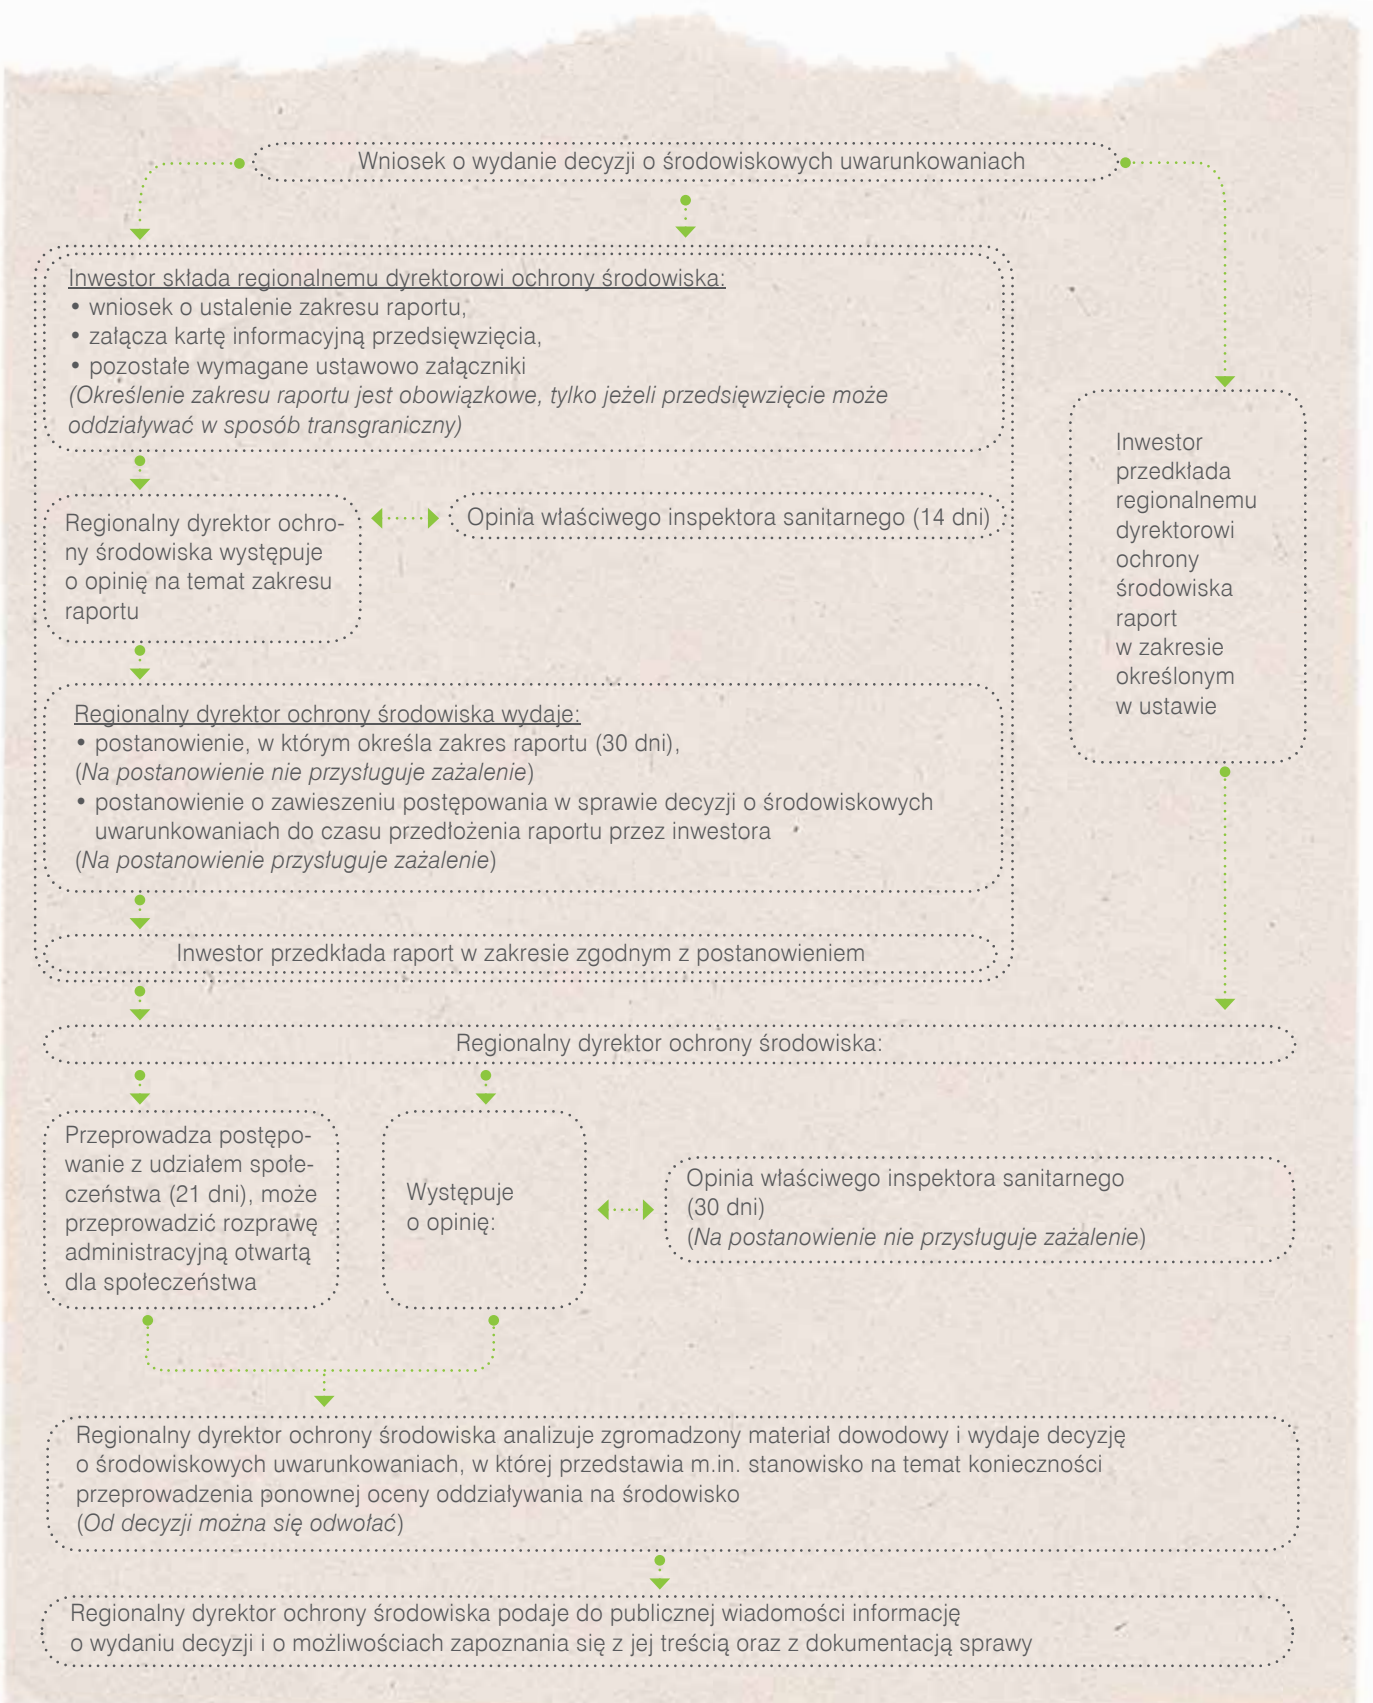 Wniosek o wydanie decyzji o środowiskowych uwarunkowaniach
Inwestor składa regionalnemu dyrektorowi ochrony środowiska:
• wniosek o ustalenie zakresu raportu,
• załącza kartę informacyjną przedsięwzięcia,
• pozostałe wymagane ustawowo załączniki
(Określenie zakresu raportu jest obowiązkowe, tylko jeżeli przedsięwzięcie może
oddziaływać w sposób transgraniczny)
Regionalny dyrektor ochro-
ny środowiska występuje
o opinię na temat zakresu
raportu
Opinia właściwego inspektora sanitarnego (14 dni)
Regionalny dyrektor ochrony środowiska wydaje:
• postanowienie, w którym określa zakres raportu (30 dni),
(Na postanowienie nie przysługuje zażalenie)
• postanowienie o zawieszeniu postępowania w sprawie decyzji o środowiskowych
uwarunkowaniach do czasu przedłożenia raportu przez inwestora
(Na postanowienie przysługuje zażalenie)
Inwestor przedkłada raport w zakresie zgodnym z postanowieniem
Inwestor
przedkłada
regionalnemu
dyrektorowi
ochrony
środowiska
raport
w zakresie
określonym
w ustawie
Regionalny dyrektor ochrony środowiska:
Przeprowadza postępo-
wanie z udziałem społe-
czeństwa (21 dni), może
przeprowadzić rozprawę
administracyjną otwartą
dla społeczeństwa
Występuje
o opinię:
Opinia właściwego inspektora sanitarnego
(30 dni)
(Na postanowienie nie przysługuje zażalenie)
Regionalny dyrektor ochrony środowiska analizuje zgromadzony materiał dowodowy i wydaje decyzję
o środowiskowych uwarunkowaniach, w której przedstawia m.in. stanowisko na temat konieczności
przeprowadzenia ponownej oceny oddziaływania na środowisko
(Od decyzji można się odwołać)
Regionalny dyrektor ochrony środowiska podaje do publicznej wiadomości informację
o wydaniu decyzji i o możliwościach zapoznania się z jej treścią oraz z dokumentacją sprawy